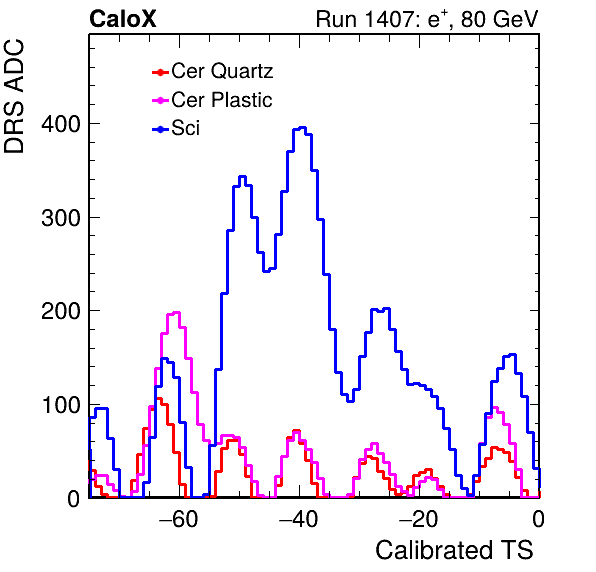 CaloX Run 1407: e⁺, 80 GeV
DRS ADC
Cer Quartz
Cer Plastic
Sci
400
300
200
100
0
−60 −40 −20 0
Calibrated TS